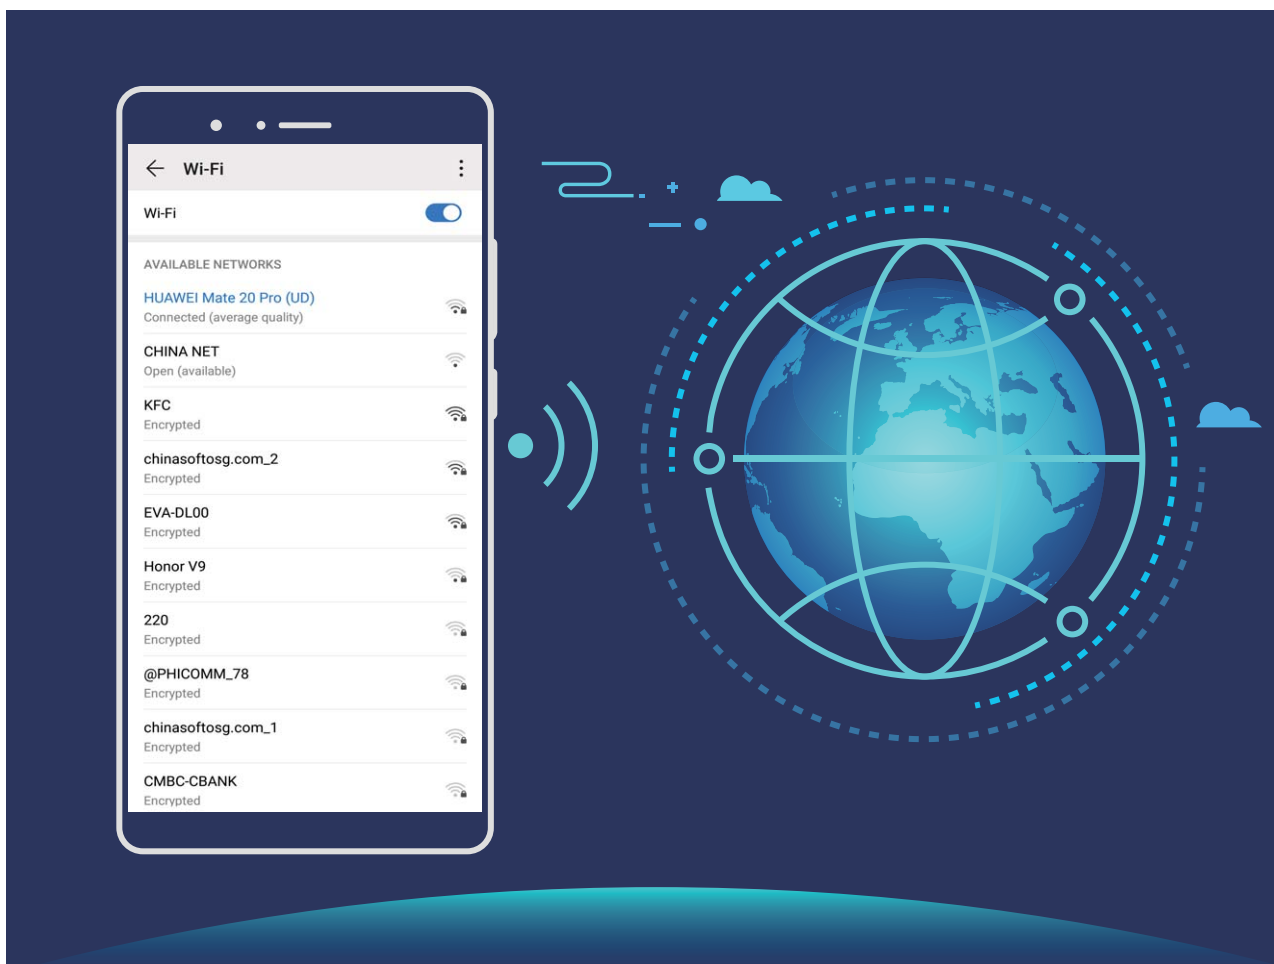 Wi-Fi
Wi-Fi
AVAILABLE NETWORKS
HUAWEI Mate 20 Pro (UD)
Connected (average quality)
CHINA NET
Open (available)
KFC
Encrypted
chinasoftosg.com_2
Encrypted
EVA-DL00
Encrypted
Honor V9
Encrypted
220
Encrypted
@PHICOMM_78
Encrypted
chinasoftosg.com_1
Encrypted
CMBC-CBANK
Encrypted